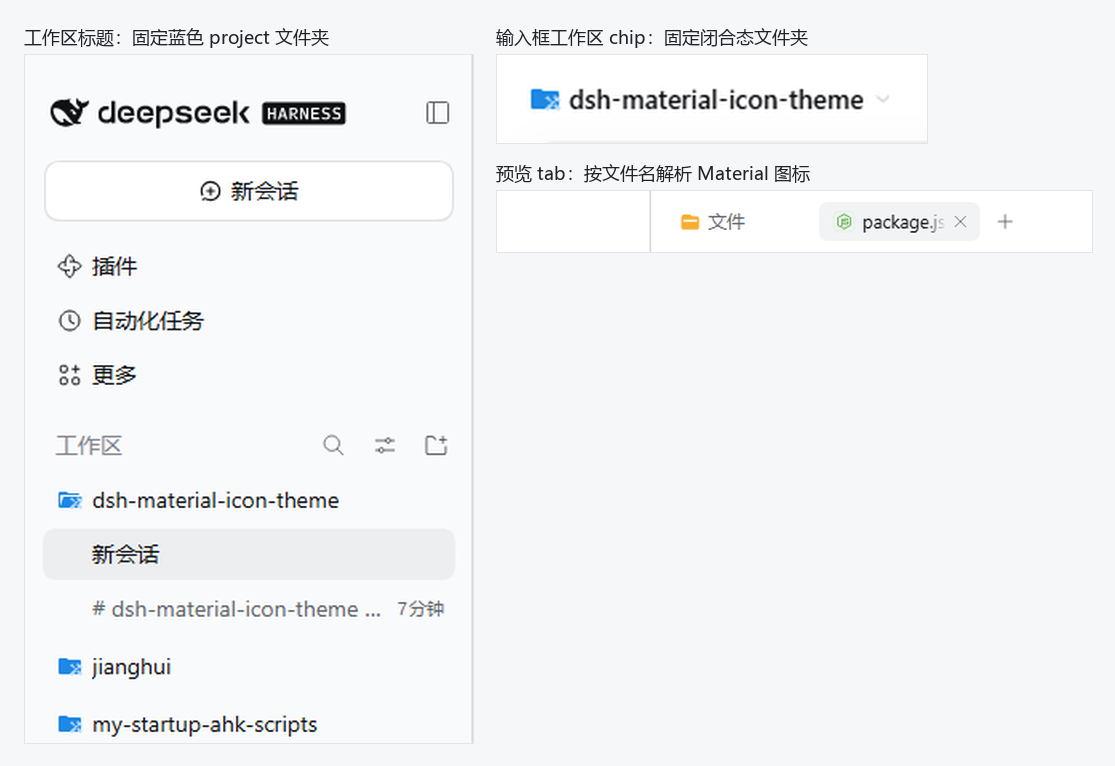 工作区标题：固定蓝色 project 文件夹
deepseek HARNESS
新会话
插件
自动化任务
更多
工作区
dsh-material-icon-theme
新会话
# dsh-material-icon-theme ... 7分钟
jianghui
my-startup-ahk-scripts
输入框工作区 chip：固定闭合态文件夹
dsh-material-icon-theme
预览 tab：按文件名解析 Material 图标
文件
package.js